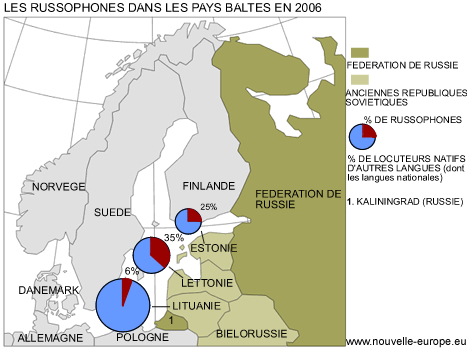 LES RUSSOPHONES DANS LES PAYS BALTES EN 2006
FEDERATION DE RUSSIE
ANCIENNES REPUBLIQUES
SOVIETIQUES
% DE RUSSOPHONES
% DE LOCUTEURS NATIFS
D'AUTRES LANGUES (dont
les langues nationales)
1. KALININGRAD (RUSSIE)
NORVEGE
SUEDE
FINLANDE
FEDERATION DE
RUSSIE
25%
ESTONIE
35%
LETTONIE
6%
DANEMARK
LITUANIE
1
ALLEMAGNE
POLOGNE
BIELORUSSIE
www.nouvelle-europe.eu